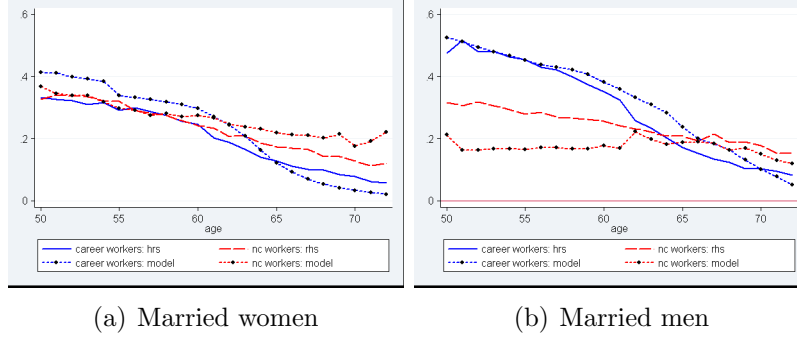 .6
.4
.2
0
50
55
60
65
70
age
career workers: hrs
nc workers: rhs
career workers: model
nc workers: model
(a) Married women
.6
.4
.2
0
50
55
60
65
70
age
career workers: hrs
nc workers: rhs
career workers: model
nc workers: model
(b) Married men